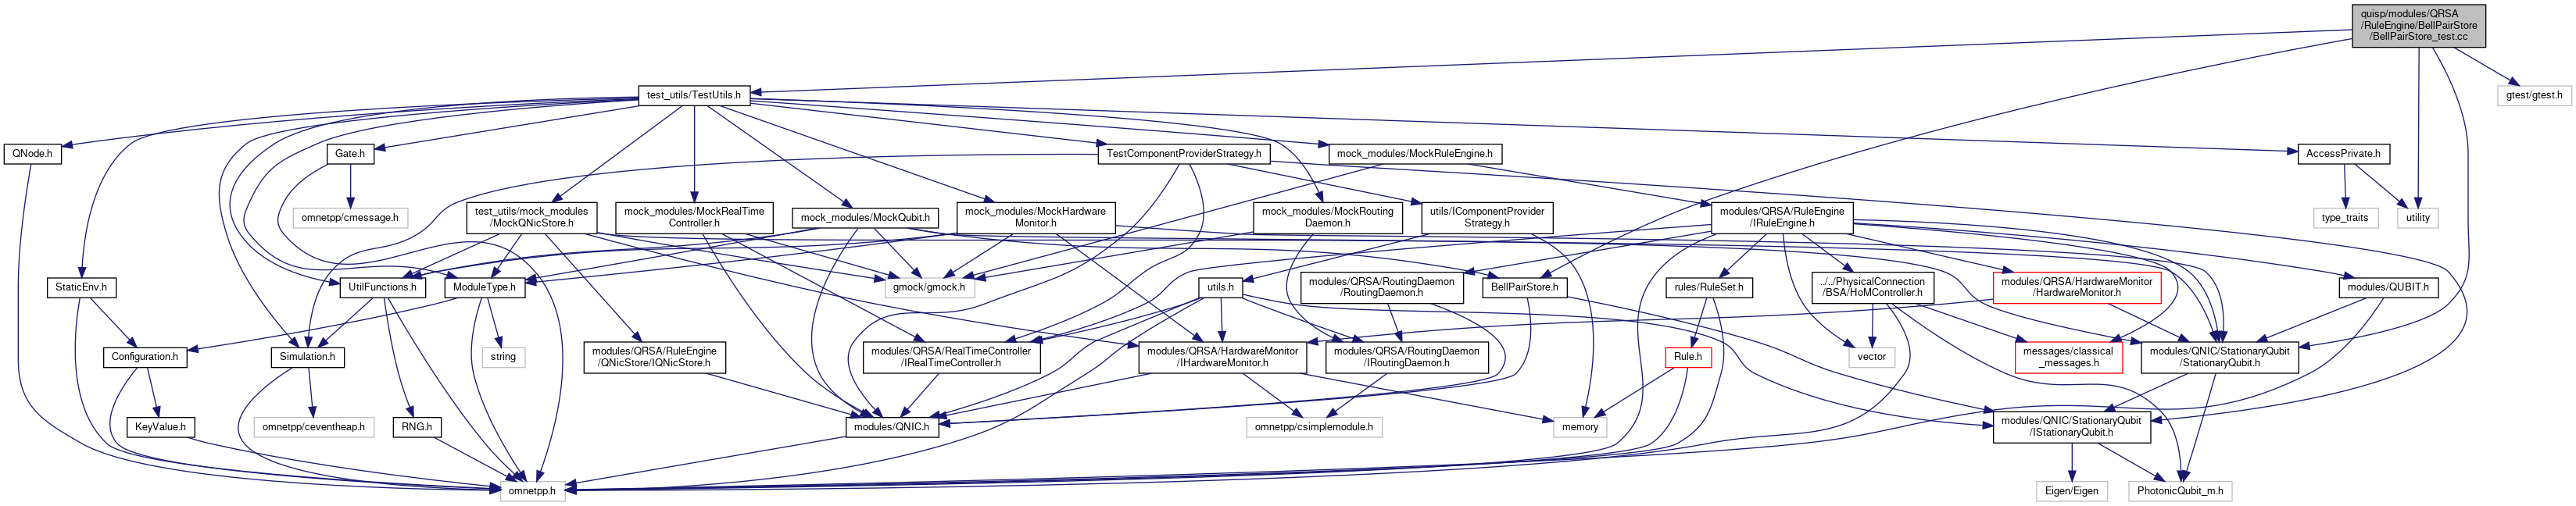 quisp/modules/QRSA
/RuleEngine/BellPairStore
/BellPairStore_test.cc
test_utils/TestUtils.h
gtest/gtest.h
QNode.h
Gate.h
TestComponentProviderStrategy.h
mock_modules/MockRuleEngine.h
AccessPrivate.h
omnetpp/cmessage.h
test_utils/mock_modules
/MockQNicStore.h
mock_modules/MockRealTime
Controller.h
mock_modules/MockQubit.h
mock_modules/MockHardware
Monitor.h
mock_modules/MockRouting
Daemon.h
utils/IComponentProvider
Strategy.h
modules/QRSA/RuleEngine
/IRuleEngine.h
type_traits
utility
StaticEnv.h
UtilFunctions.h
ModuleType.h
gmock/gmock.h
utils.h
modules/QRSA/RoutingDaemon
/RoutingDaemon.h
BellPairStore.h
rules/RuleSet.h
../../PhysicalConnection
/BSA/HoMController.h
modules/QRSA/HardwareMonitor
/HardwareMonitor.h
modules/QUBIT.h
Configuration.h
Simulation.h
string
modules/QRSA/RuleEngine
/QNicStore/IQNicStore.h
modules/QRSA/RealTimeController
/IRealTimeController.h
modules/QRSA/HardwareMonitor
/IHardwareMonitor.h
modules/QRSA/RoutingDaemon
/IRoutingDaemon.h
Rule.h
vector
messages/classical
_messages.h
modules/QNIC/StationaryQubit
/StationaryQubit.h
KeyValue.h
omnetpp/ceventheap.h
RNG.h
modules/QNIC.h
omnetpp/csimplemodule.h
memory
modules/QNIC/StationaryQubit
/IStationaryQubit.h
omnetpp.h
Eigen/Eigen
PhotonicQubit_m.h